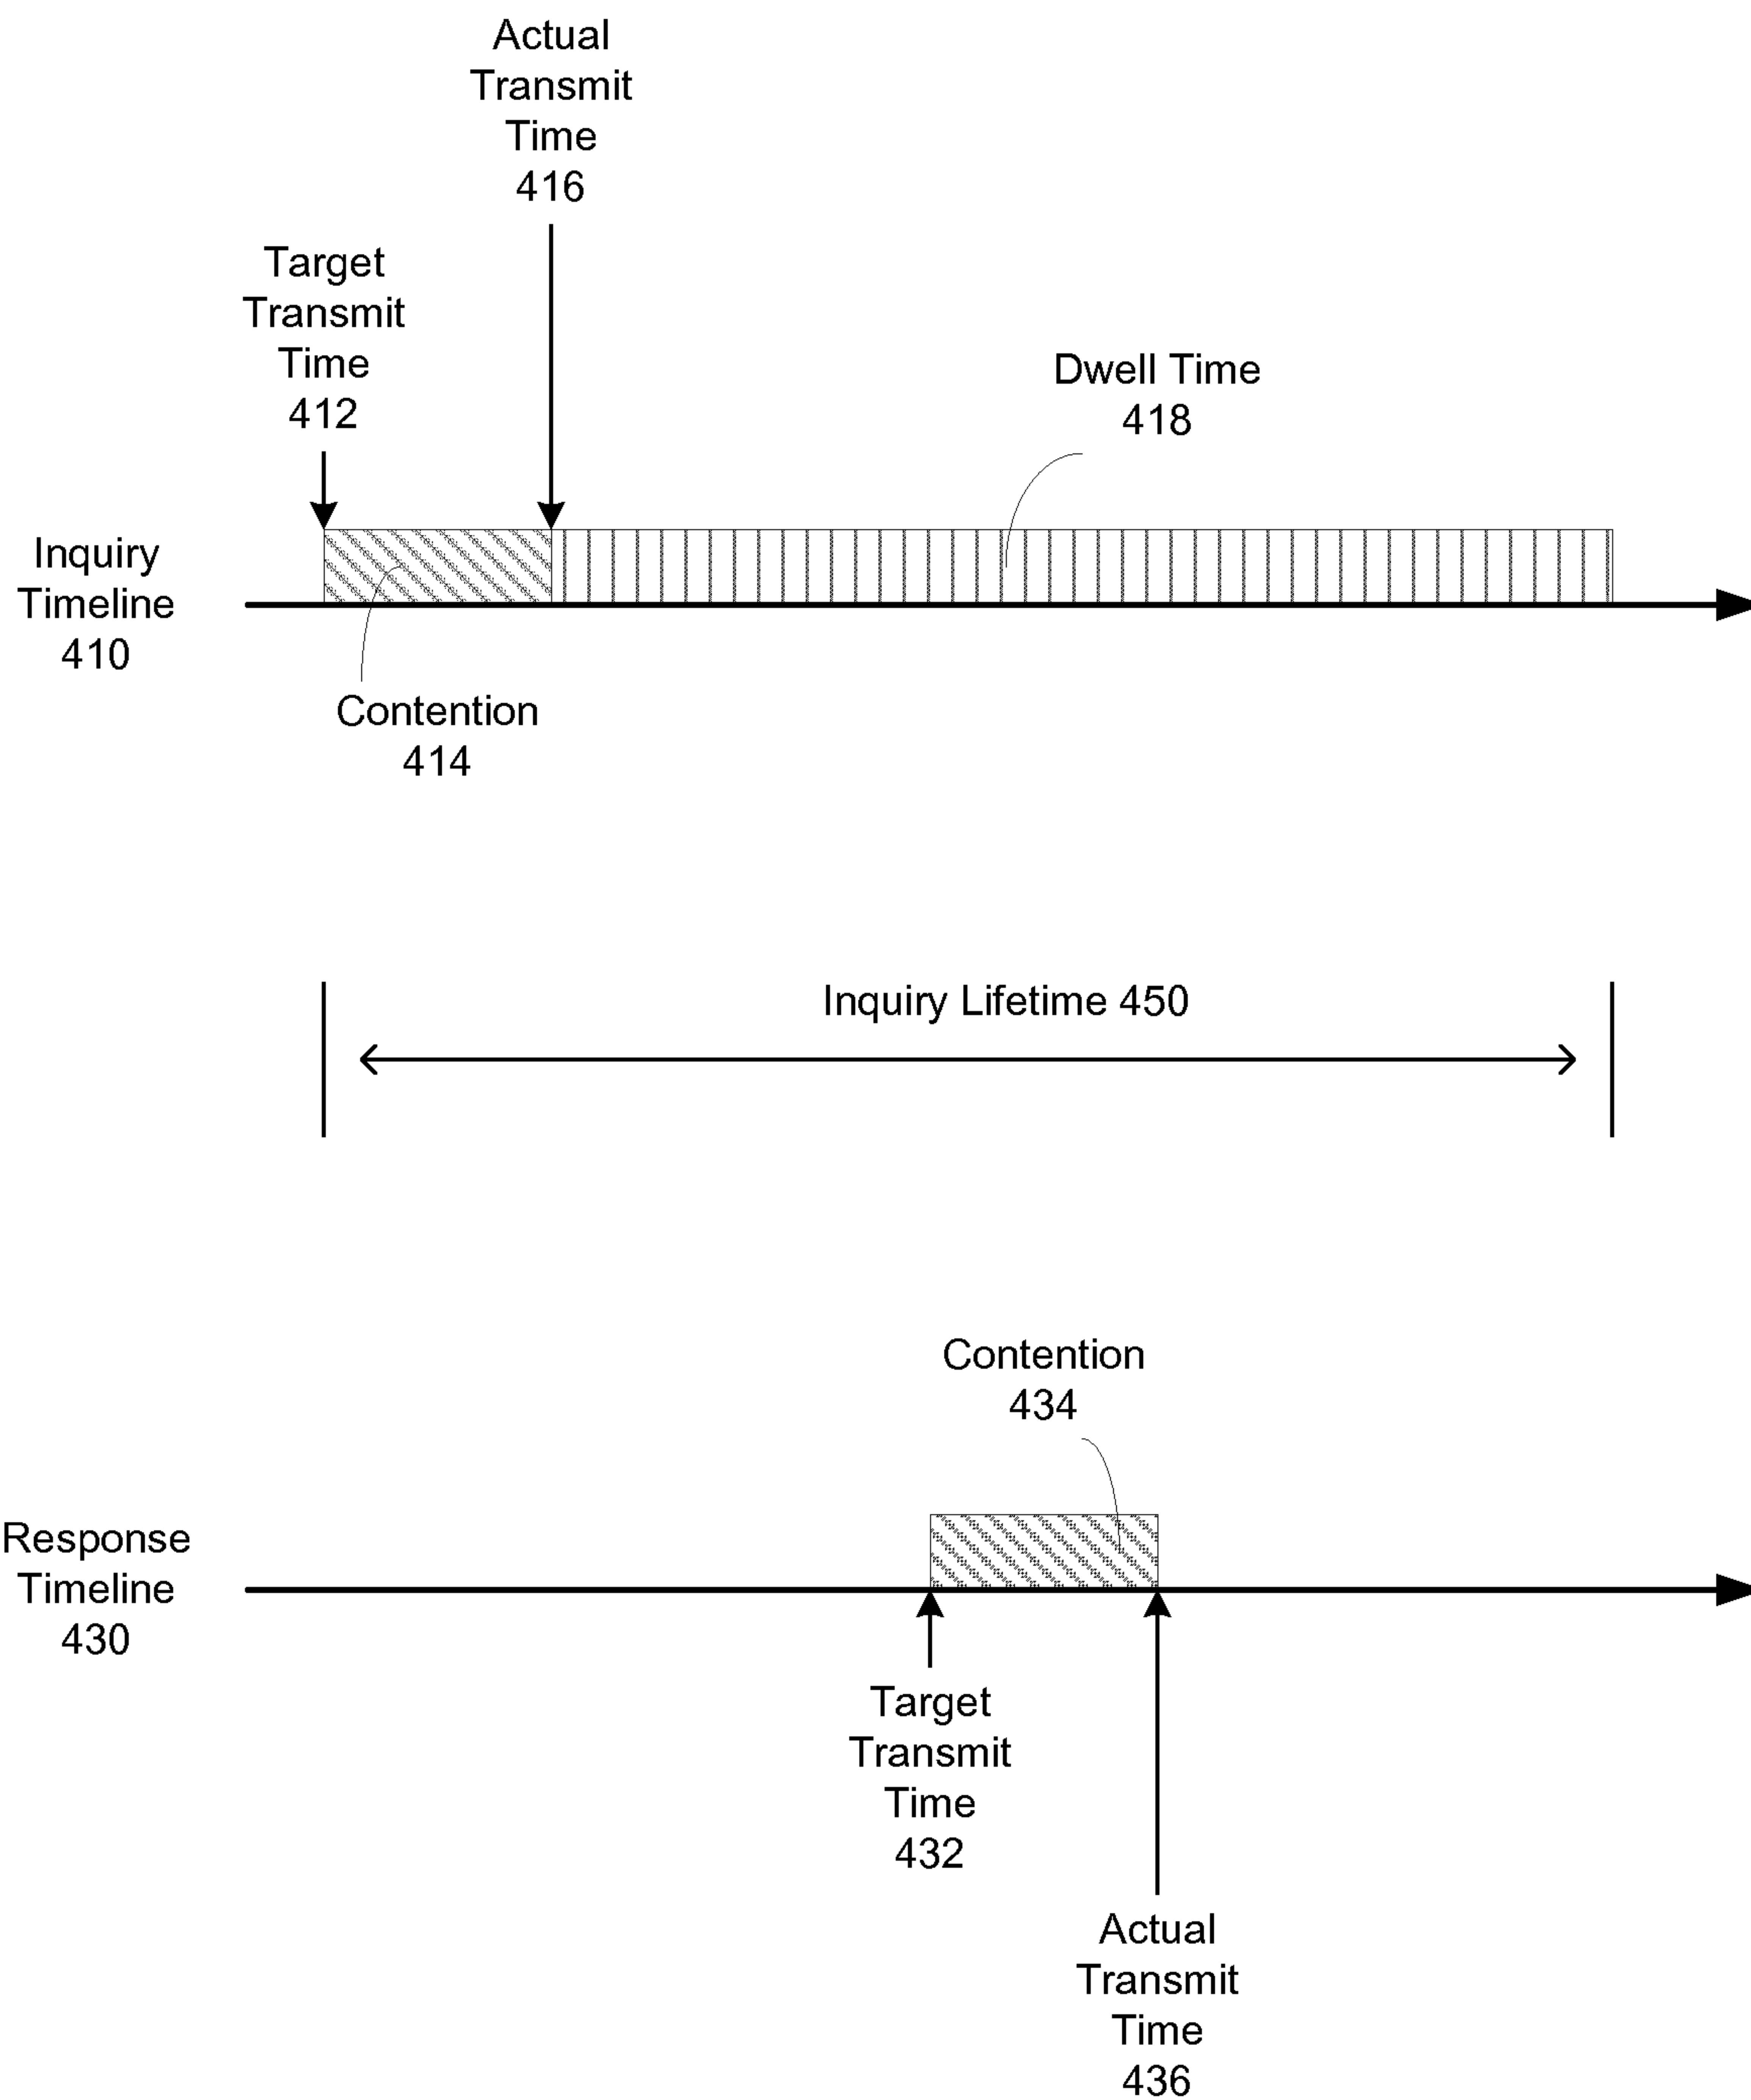 Actual
Transmit
Time
416
Target
Transmit
Time
412
Dwell Time
418
Inquiry
Timeline
410
Contention
414
Inquiry Lifetime 450
Contention
434
Response
Timeline
430
Target
Transmit
Time
432
Actual
Transmit
Time
436